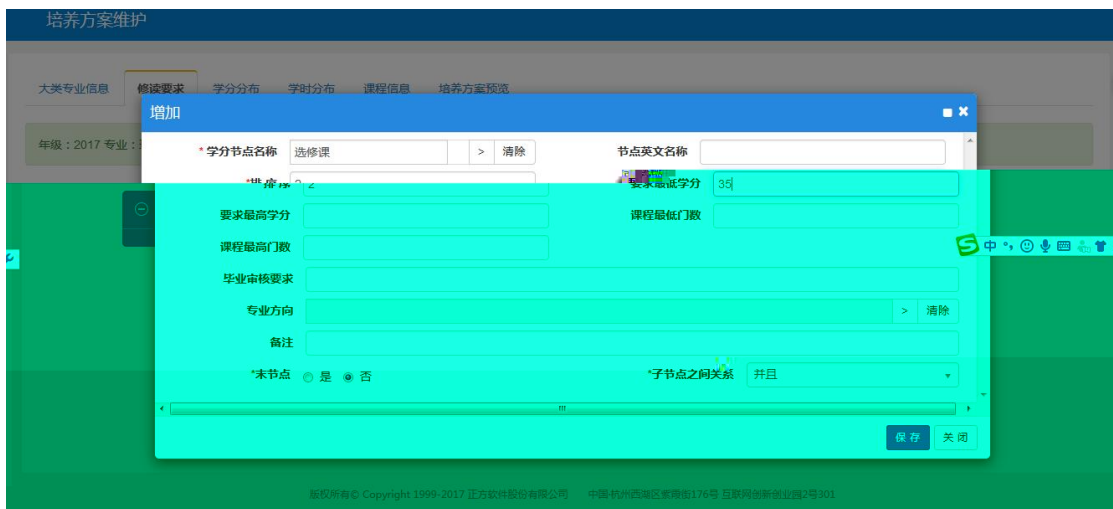 培养方案维护
大类专业信息 修读要求 学分分布 学时分布 课程信息 培养方案预览
增加
年级：2017 专业：
* 学分节点名称 选修课 > 清除 节点英文名称
要求最低学分 35
要求最高学分 课程最低门数
课程最高门数
中
毕业审核要求
专业方向 > 清除
备注
*末节点 是 否 *子节点之间关系 并且
保存 关闭
版权所有© Copyright 1999-2017 正方软件股份有限公司 中国·杭州西湖区紫霞街176号 互联网创新创业园2号301